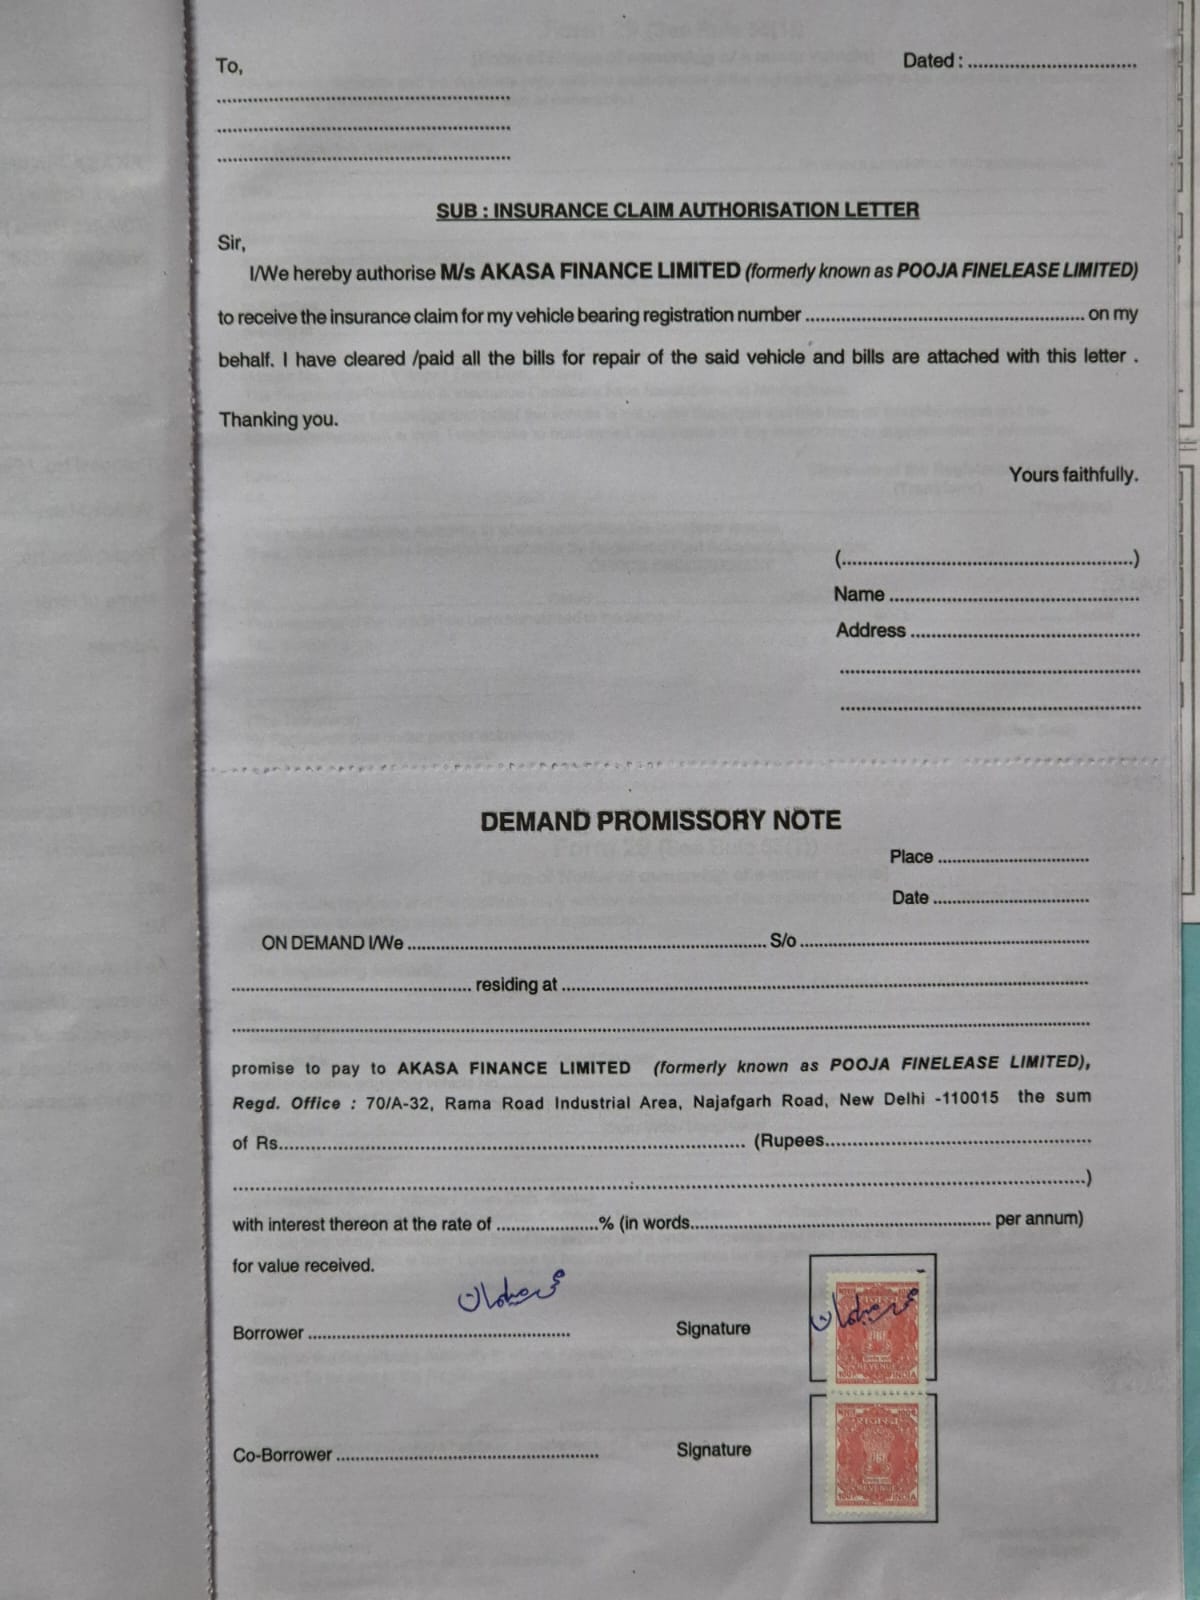 To,
Dated : ..............................
....................................................
....................................................
....................................................
SUB : INSURANCE CLAIM AUTHORISATION LETTER
Sir,
I/We hereby authorise M/s AKASA FINANCE LIMITED (formerly known as POOJA FINELEASE LIMITED)
to receive the insurance claim for my vehicle bearing registration number .................................................. on my
behalf. I have cleared /paid all the bills for repair of the said vehicle and bills are attached with this letter .
Thanking you.
Yours faithfully.
(....................................................)
Name .............................................
Address .........................................
.....................................................
.....................................................
DEMAND PROMISSORY NOTE
Place ...........................
Date ............................
ON DEMAND I/We ................................................................ S/o ....................................................
........................................... residing at ..............................................................................................
..........................................................................................................................................................
promise to pay to AKASA FINANCE LIMITED (formerly known as POOJA FINELEASE LIMITED),
Regd. Office : 70/A-32, Rama Road Industrial Area, Najafgarh Road, New Delhi -110015 the sum
of Rs.................................................................................... (Rupees................................................
.........................................................................................................................................................)
with interest thereon at the rate of ..................% (in words...................................................... per annum)
for value received.
Borrower ...............................................
Signature
REVENUE
INDIA
Co-Borrower ...............................................
Signature
REVENUE
INDIA